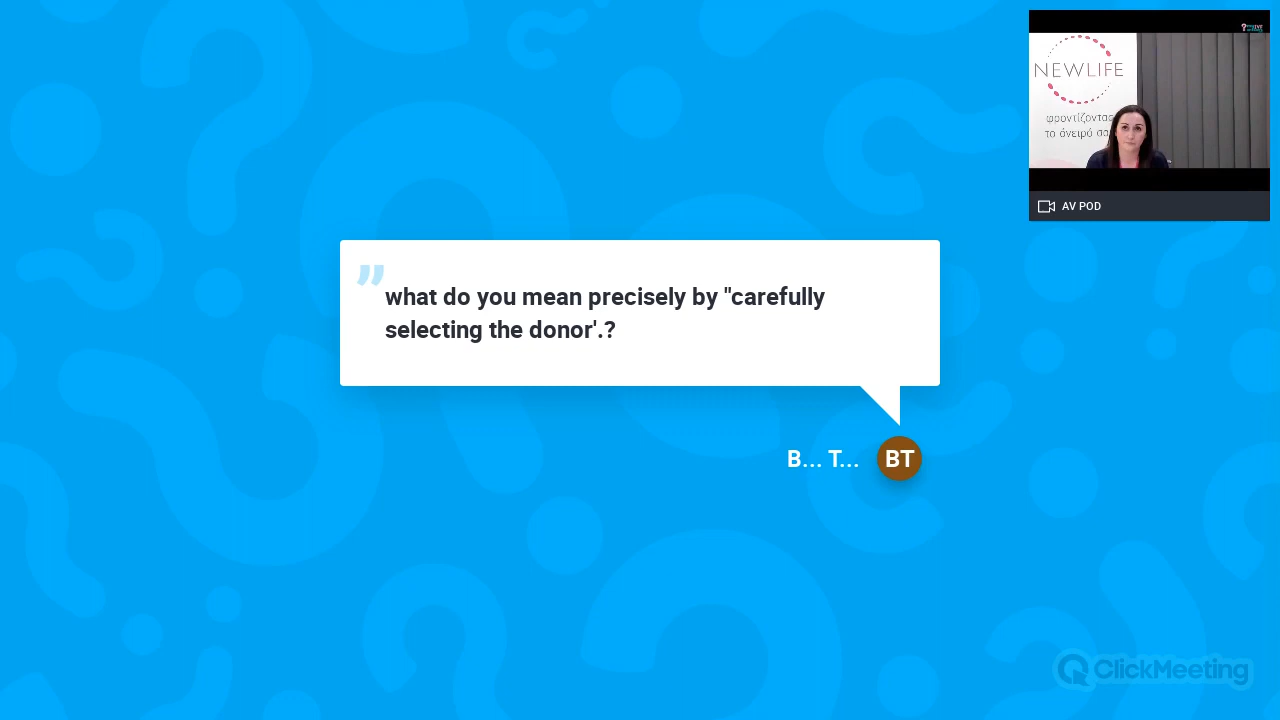 NEWLIFE
φροντίζοντας
το όνειρό σα
AV POD
"what do you mean precisely by "carefully
selecting the donor'.?
B... T... BT
ClickMeeting